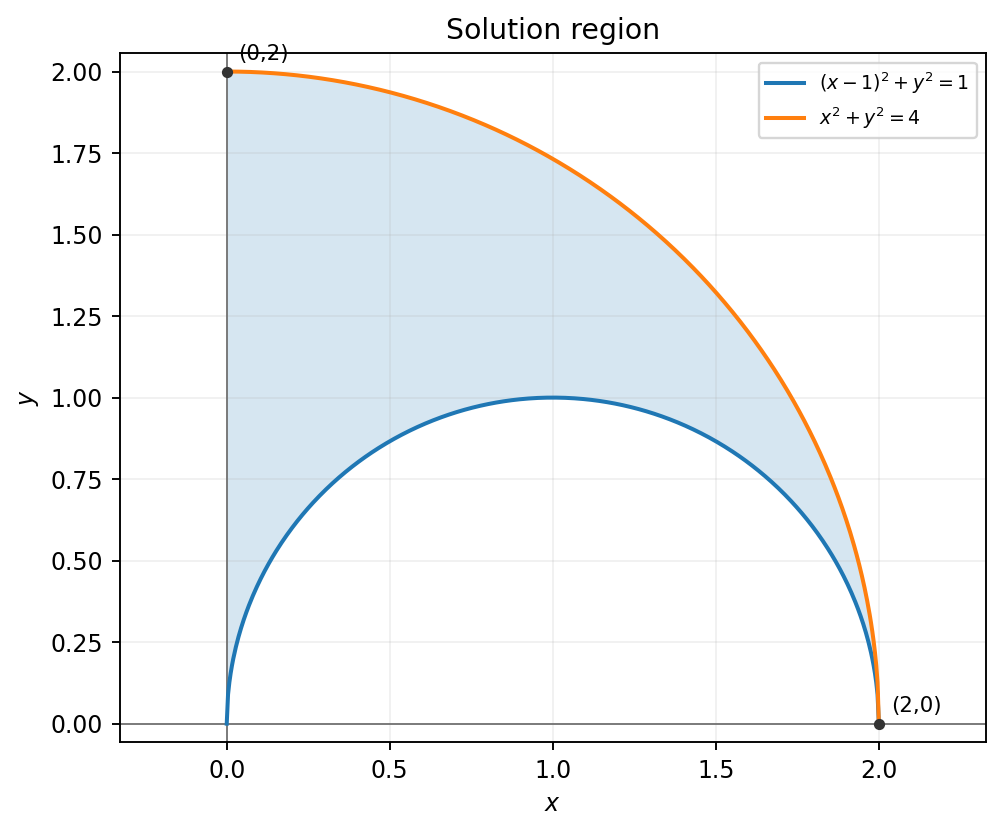 Solution region
(0,2)
(x − 1)² + y² = 1
x² + y² = 4
2.00
1.75
1.50
1.25
1.00
0.75
0.50
0.25
0.00
y
(2,0)
0.0 0.5 1.0 1.5 2.0
x